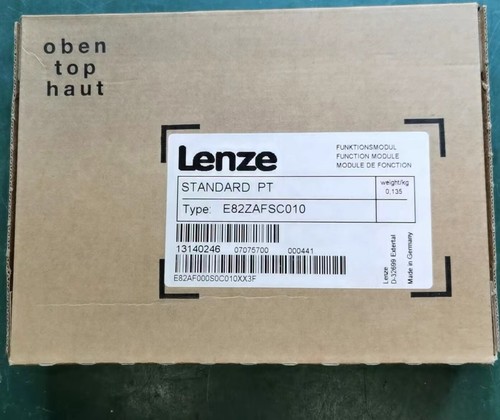 oben
top
haut
Lenze
FUNKTIONSMODUL
FUNCTION MODULE
MODULE DE FONCTION
STANDARD PT
weight/kg
0.135
Type: E82ZAFSC010
13140246 07075700 000441
E82AF000S0C010XX3F
Lenze
D-32699 Extertal
Made in Germany